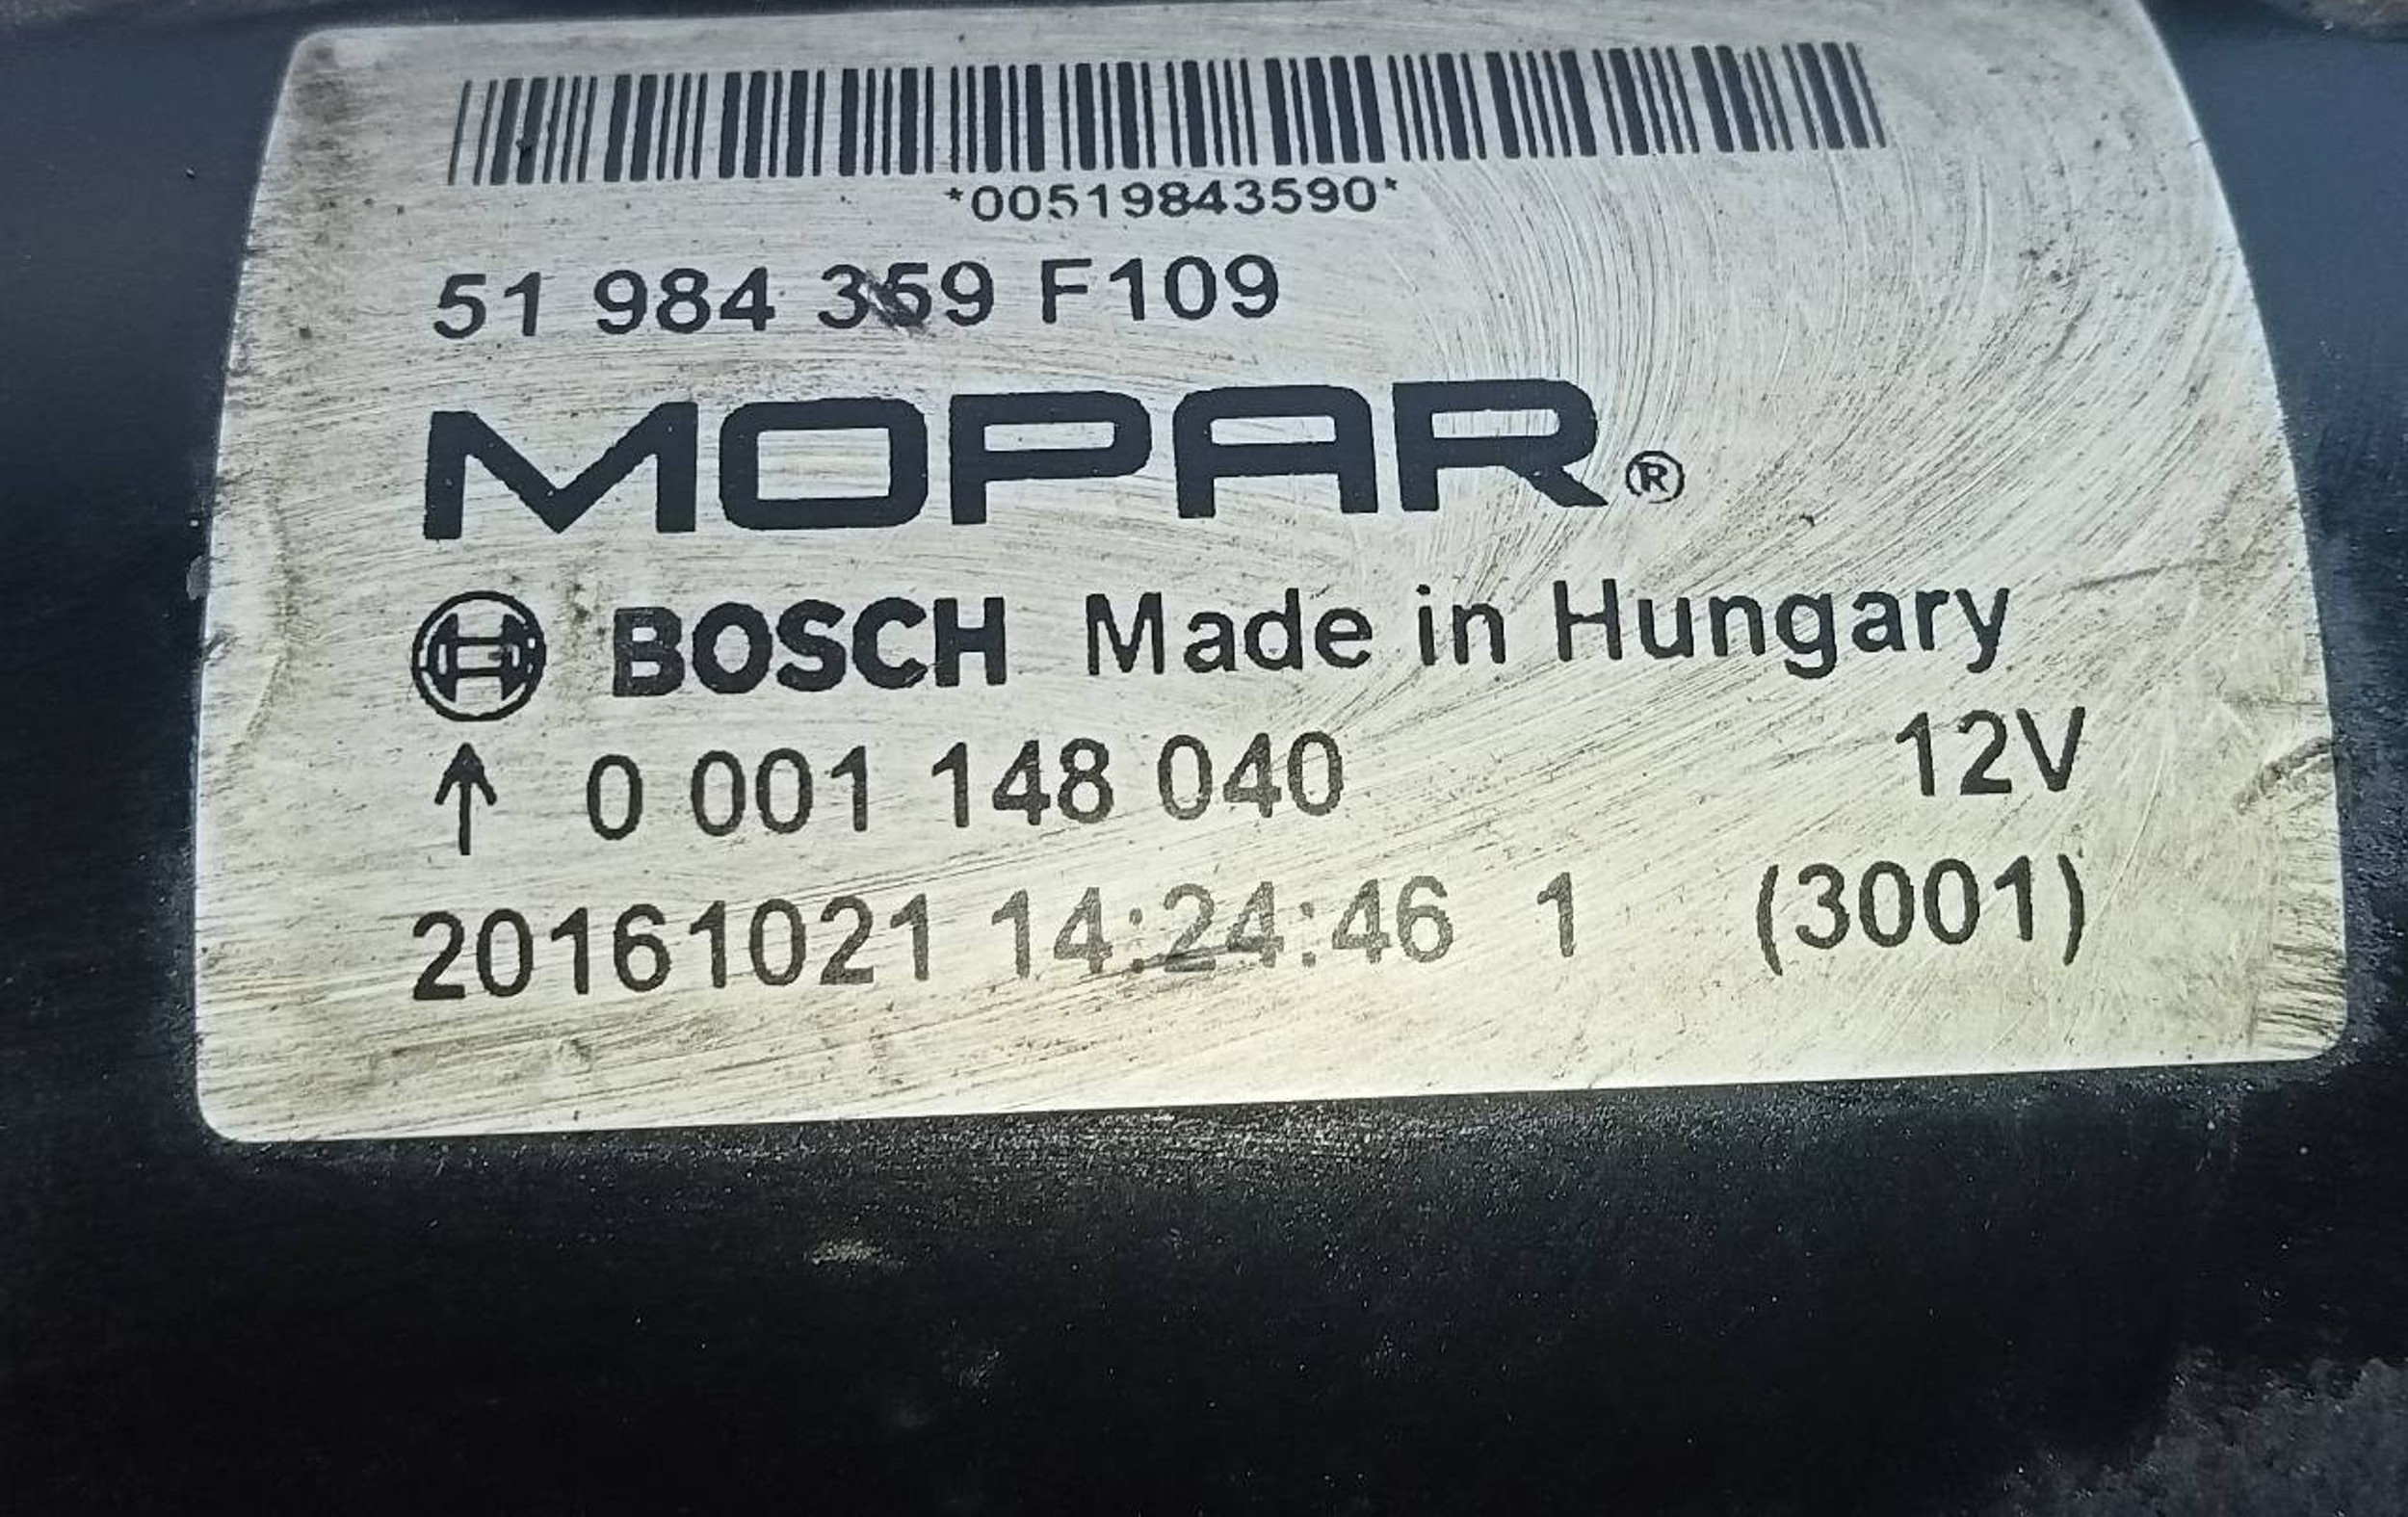 *00519843590*
51 984 359 F109
MOPAR®
BOSCH Made in Hungary
↑ 0 001 148 040 12V
20161021 14:24:46 1 (3001)